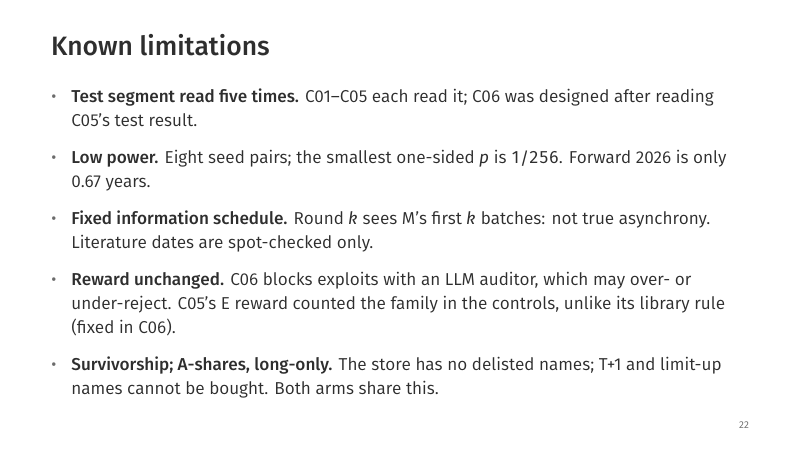 Known limitations
• Test segment read five times. C01–C05 each read it; C06 was designed after reading
C05’s test result.
• Low power. Eight seed pairs; the smallest one-sided p is 1/256. Forward 2026 is only
0.67 years.
• Fixed information schedule. Round k sees M’s first k batches: not true asynchrony.
Literature dates are spot-checked only.
• Reward unchanged. C06 blocks exploits with an LLM auditor, which may over- or
under-reject. C05’s E reward counted the family in the controls, unlike its library rule
(fixed in C06).
• Survivorship; A-shares, long-only. The store has no delisted names; T+1 and limit-up
names cannot be bought. Both arms share this.
22